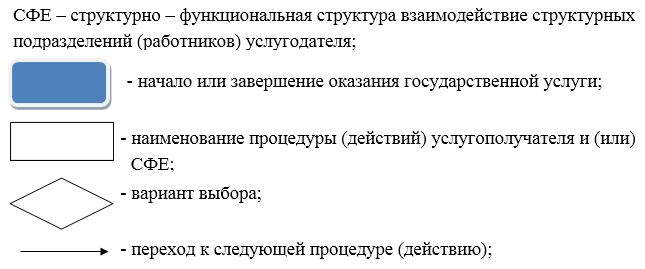 СФЕ – структурно – функциональная структура взаимодействие структурных
подразделений (работников) услугодателя;
- начало или завершение оказания государственной услуги;
- наименование процедуры (действий) услугополучателя и (или)
СФЕ;
- вариант выбора;
- переход к следующей процедуре (действию);